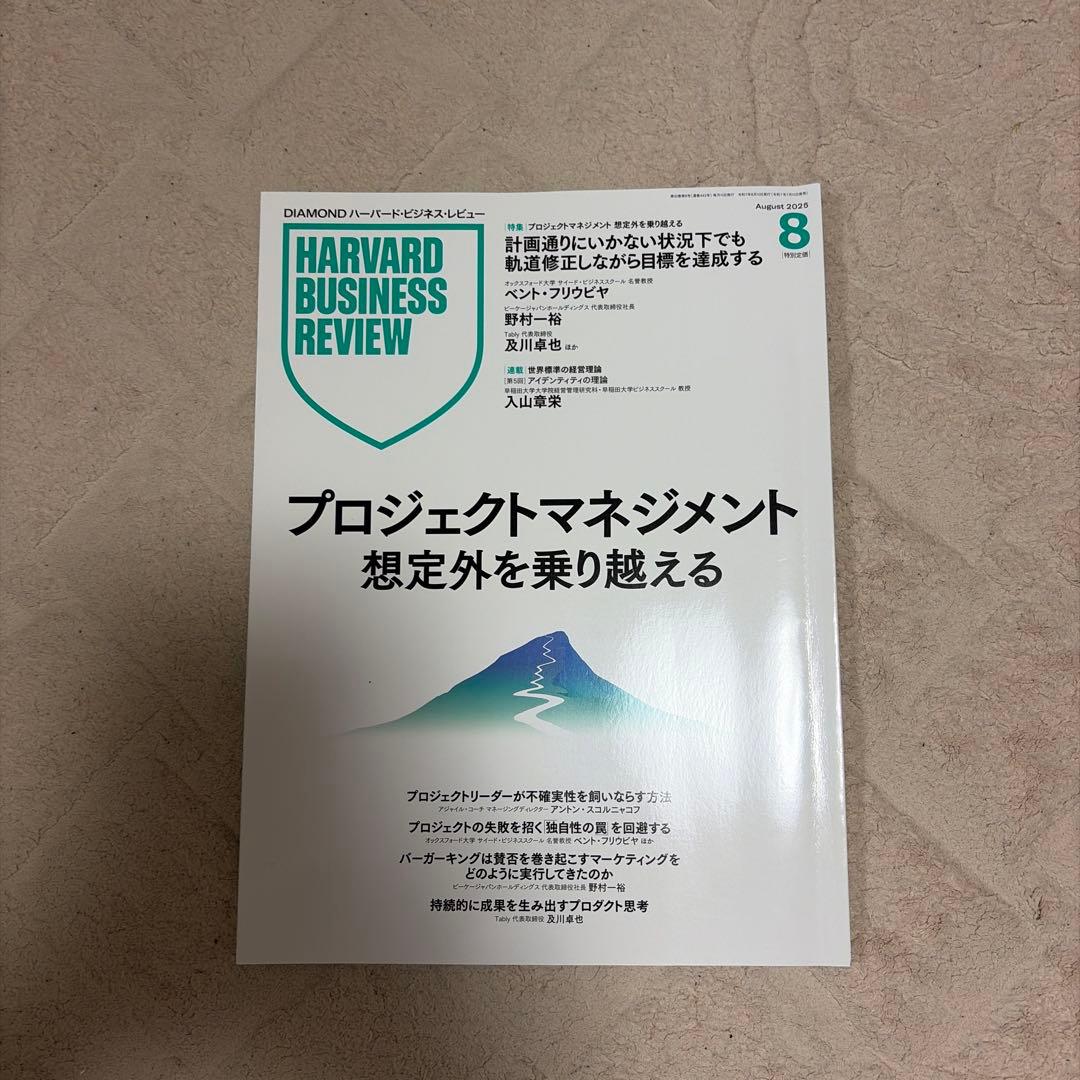 DIAMOND ハーバード・ビジネス・レビュー
HARVARD
BUSINESS
REVIEW
August 2025
8
[特別定価]
[特集] プロジェクトマネジメント 想定外を乗り越える
計画通りにいかない状況下でも
軌道修正しながら目標を達成する
オックスフォード大学 サイード・ビジネススクール 名誉教授
ベント・フリウビヤ
ビーケージャパンホールディングス 代表取締役社長
野村一裕
Tably 代表取締役
及川卓也 ほか
[連載] 世界標準の経営理論
[第5回] アイデンティティの理論
早稲田大学大学院経営管理研究科・早稲田大学ビジネススクール 教授
入山章栄
プロジェクトマネジメント
想定外を乗り越える
プロジェクトリーダーが不確実性を飼いならす方法
アジャイル・コーチ マネージングディレクター アントン・スコルニャコフ
プロジェクトの失敗を招く「独自性の罠」を回避する
オックスフォード大学 サイード・ビジネススクール 名誉教授 ベント・フリウビヤ ほか
バーガーキングは賛否を巻き起こすマーケティングを
どのように実行してきたのか
ビーケージャパンホールディングス 代表取締役社長 野村一裕
持続的に成果を生み出すプロダクト思考
Tably 代表取締役 及川卓也